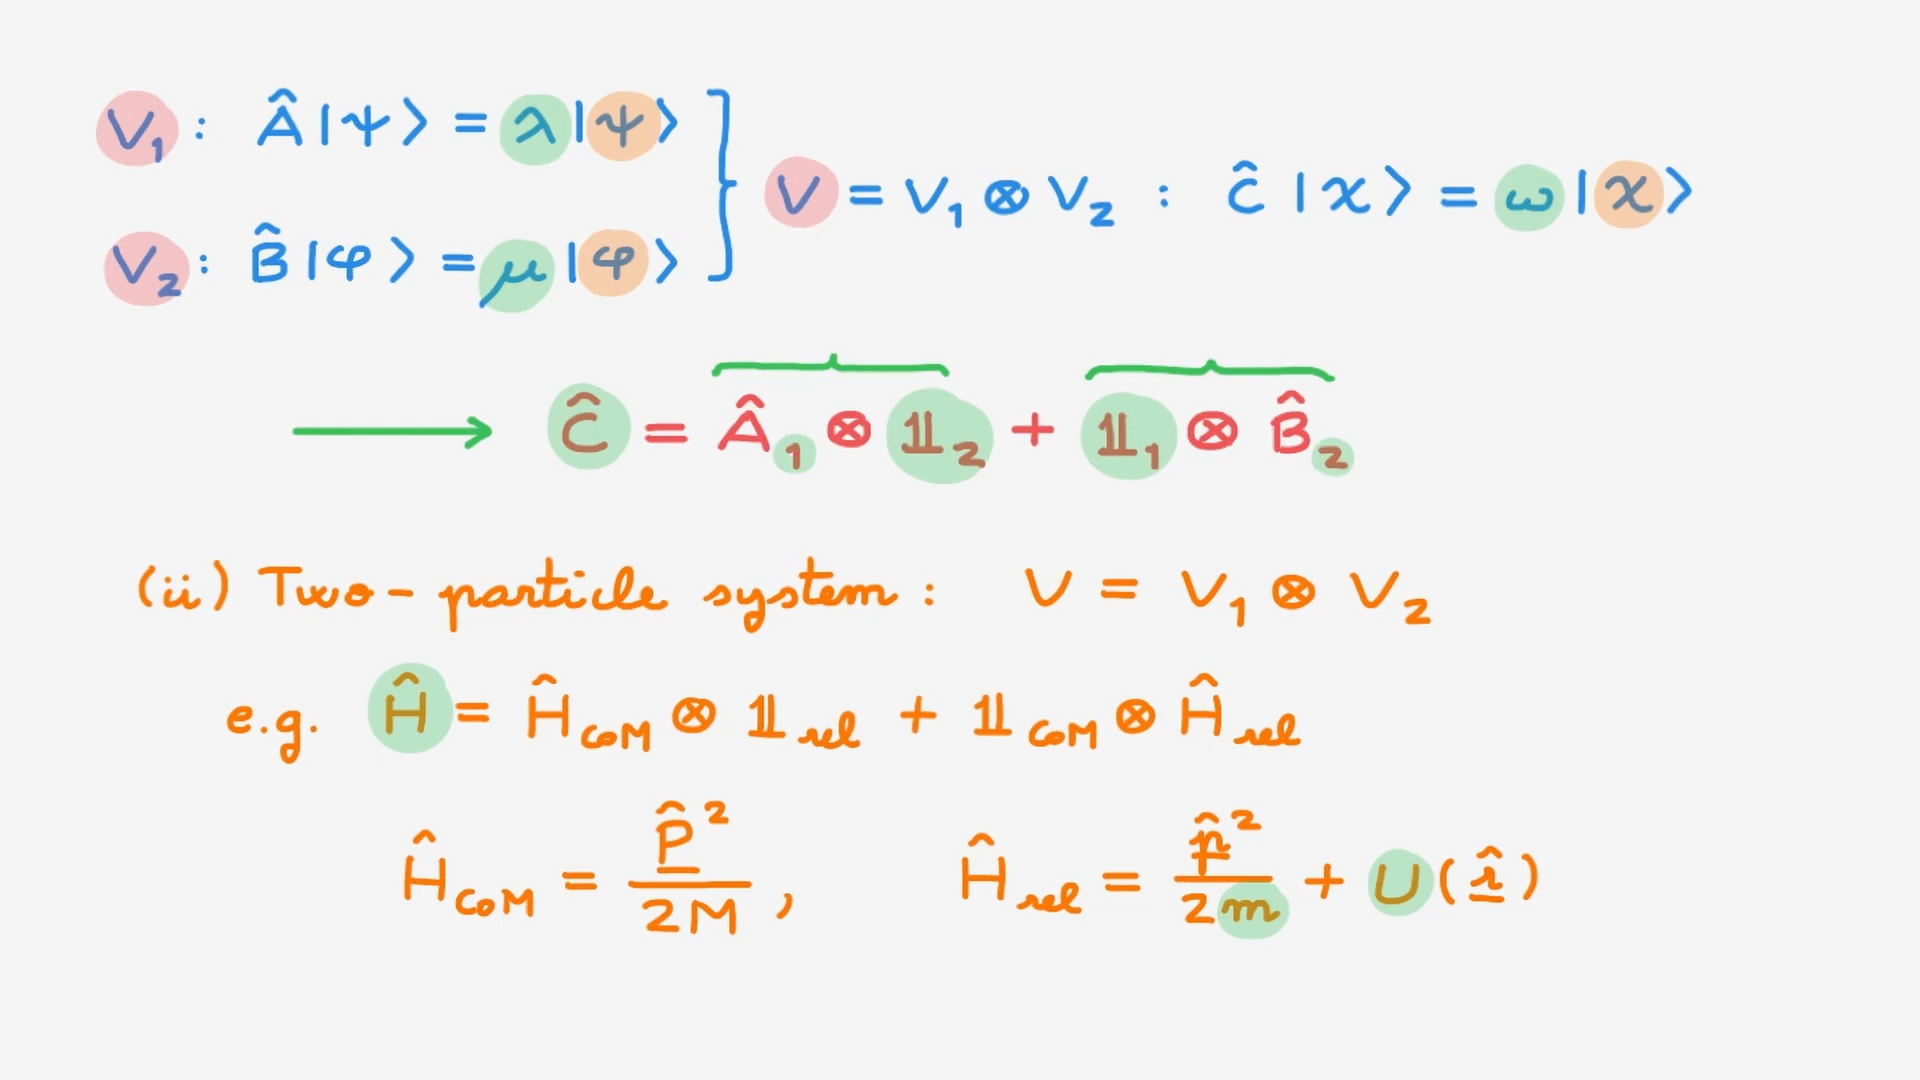 V₁ : Â|ψ⟩ = λ|ψ⟩
V₂ : B̂|φ⟩ = μ|φ⟩
V = V₁ ⊗ V₂ : Ĉ|χ⟩ = ω|χ⟩
⟶ Ĉ = Â₁ ⊗ 𝟙₂ + 𝟙₁ ⊗ B̂₂
(ii) Two-particle system : V = V₁ ⊗ V₂
e.g. Ĥ = Ĥ_CoM ⊗ 𝟙_rel + 𝟙_CoM ⊗ Ĥ_rel
Ĥ_CoM = P̲̂²/2M , Ĥ_rel = p̲̂²/2m + U(r̲̂)